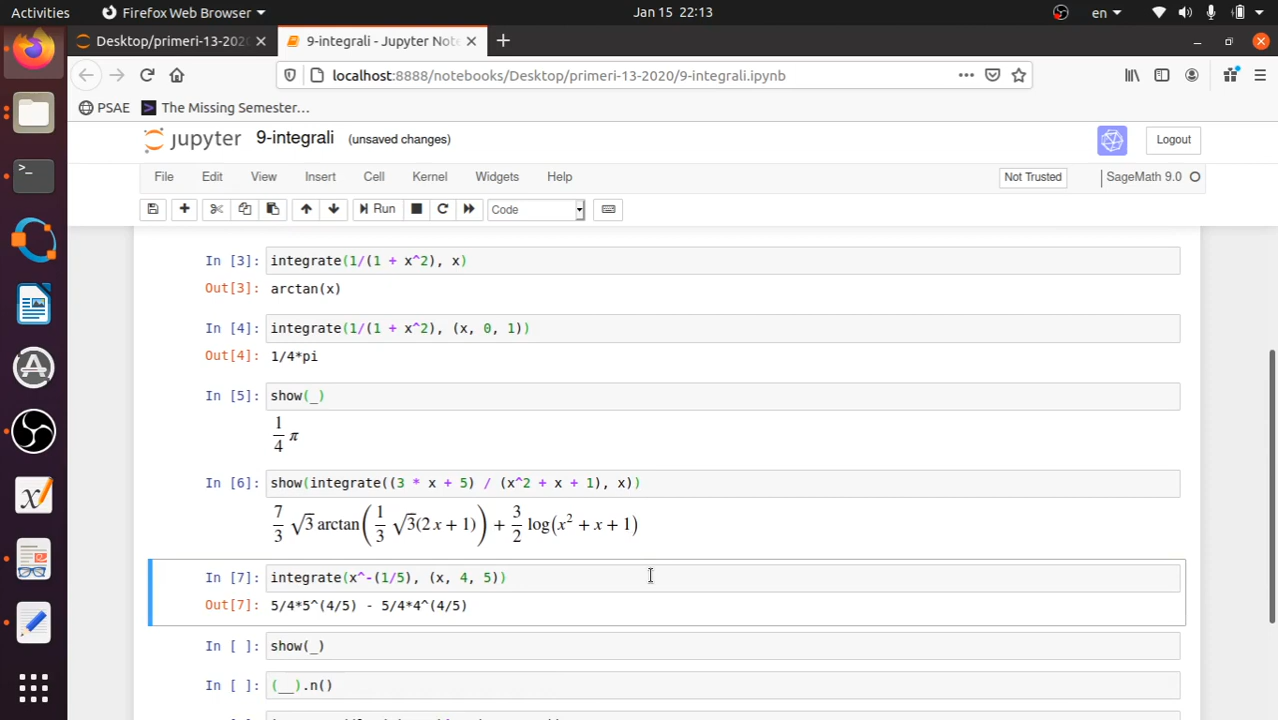 Activities Firefox Web Browser Jan 15 22:13 en
Desktop/primeri-13-202 9-integrali - Jupyter Not
localhost:8888/notebooks/Desktop/primeri-13-2020/9-integrali.ipynb
PSAE The Missing Semester…
jupyter 9-integrali (unsaved changes) Logout
File Edit View Insert Cell Kernel Widgets Help Not Trusted SageMath 9.0
Run Code
In [3]: integrate(1/(1 + x^2), x)
Out[3]: arctan(x)
In [4]: integrate(1/(1 + x^2), (x, 0, 1))
Out[4]: 1/4*pi
In [5]: show(_)
1/4 π
In [6]: show(integrate((3 * x + 5) / (x^2 + x + 1), x))
7/3 √3 arctan(1/3 √3(2 x + 1)) + 3/2 log(x² + x + 1)
In [7]: integrate(x^-(1/5), (x, 4, 5))
Out[7]: 5/4*5^(4/5) - 5/4*4^(4/5)
In [ ]: show(_)
In [ ]: (__).n()